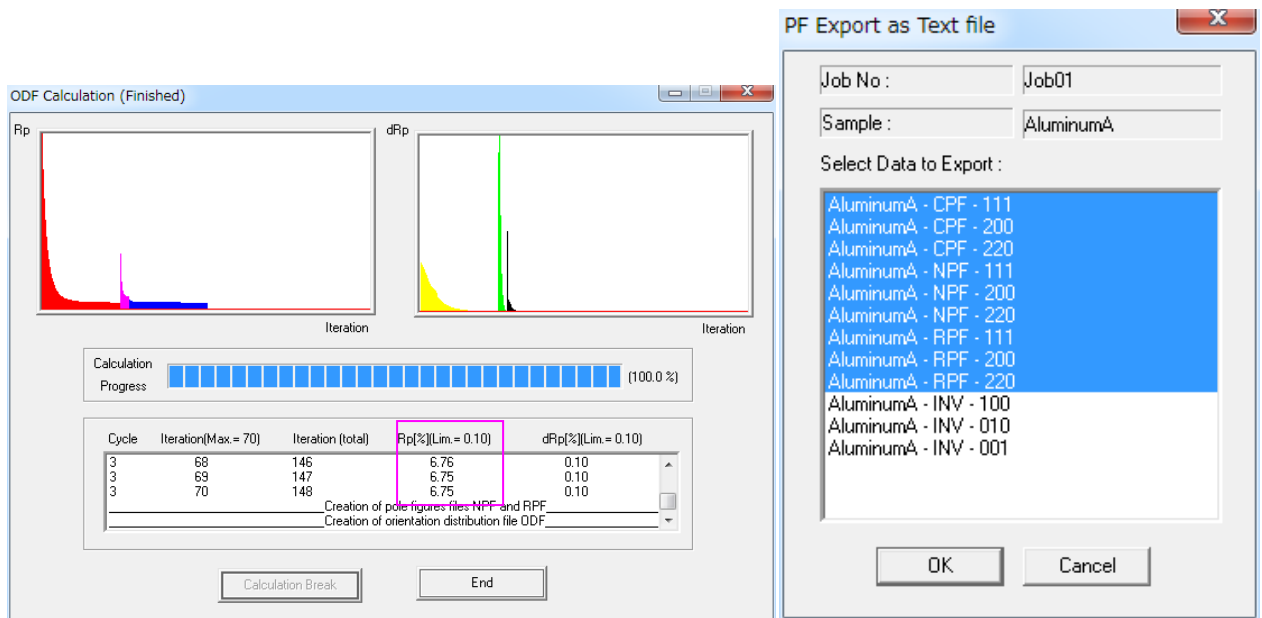 ODF Calculation (Finished)
Rp
dRp
Iteration
Iteration
Calculation
Progress
(100.0 %)
Cycle Iteration(Max.= 70) Iteration (total) Rp[%](Lim.= 0.10) dRp[%](Lim.= 0.10)
3 68 146 6.76 0.10
3 69 147 6.75 0.10
3 70 148 6.75 0.10
Creation of pole figures files NPF and RPF
Creation of orientation distribution file ODF
Calculation Break
End
PF Export as Text file
Job No : Job01
Sample : AluminumA
Select Data to Export :
AluminumA - CPF - 111
AluminumA - CPF - 200
AluminumA - CPF - 220
AluminumA - NPF - 111
AluminumA - NPF - 200
AluminumA - NPF - 220
AluminumA - RPF - 111
AluminumA - RPF - 200
AluminumA - RPF - 220
AluminumA - INV - 100
AluminumA - INV - 010
AluminumA - INV - 001
OK
Cancel